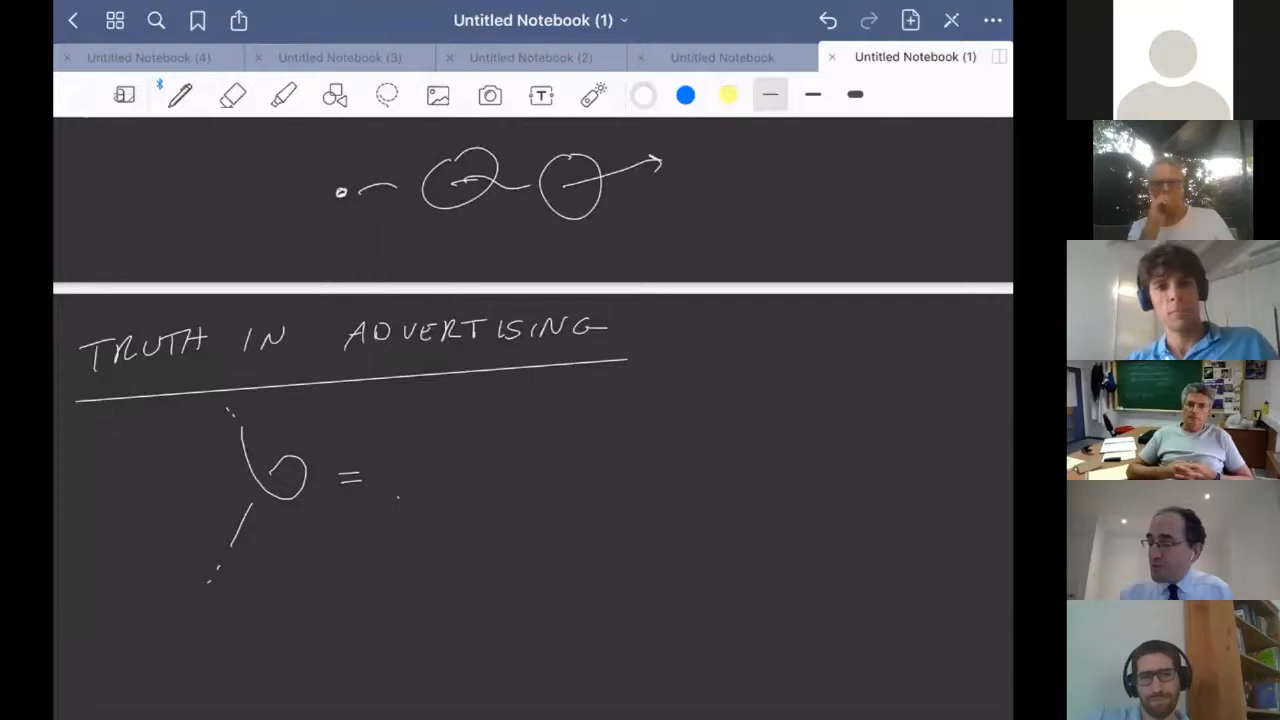 Untitled Notebook (1)
Untitled Notebook (4)
Untitled Notebook (3)
Untitled Notebook (2)
Untitled Notebook
Untitled Notebook (1)
T
TRUTH IN ADVERTISING
=